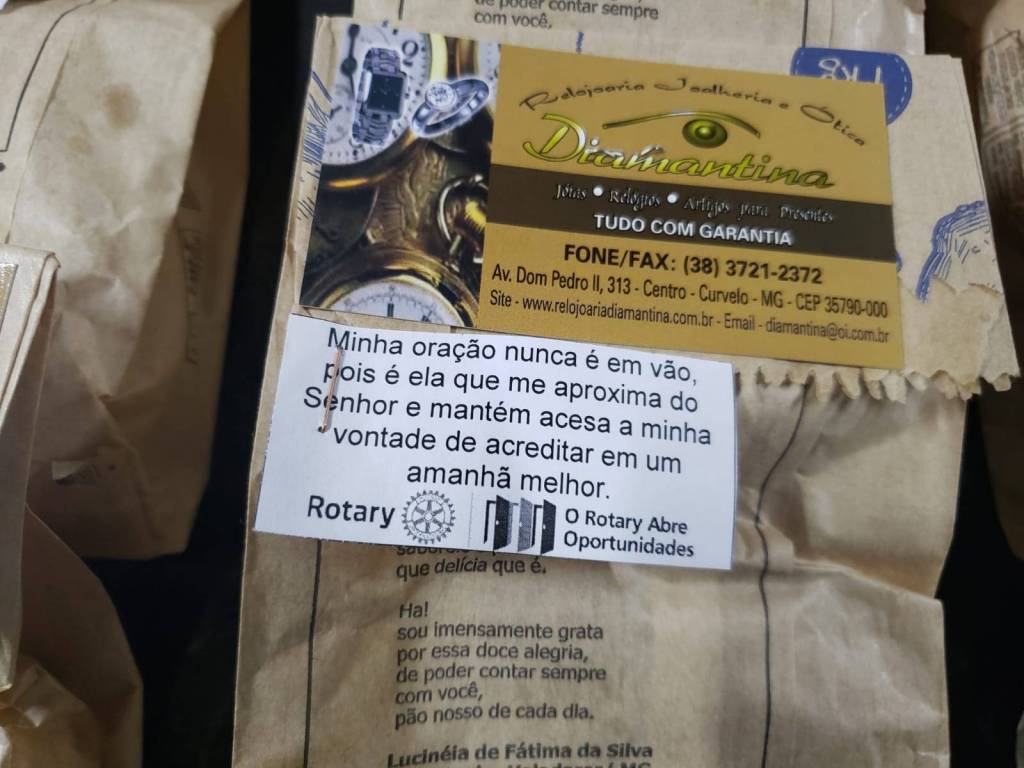 de poder contar sempre
com você,
Relojoaria Joalheria e Ótica
Diamantina
Jóias • Relógios • Artigos para Presentes
TUDO COM GARANTIA
FONE/FAX: (38) 3721-2372
Av. Dom Pedro II, 313 - Centro - Curvelo - MG - CEP 35790-000
Site - www.relojoariadiamantina.com.br - Email - diamantina@oi.com.br
Minha oração nunca é em vão,
pois é ela que me aproxima do
Senhor e mantém acesa a minha
vontade de acreditar em um
amanhã melhor.
Rotary
O Rotary Abre
Oportunidades
que delícia que é.
Ha!
sou imensamente grata
por essa doce alegria,
de poder contar sempre
com você,
pão nosso de cada dia.
Lucinéia de Fátima da Silva